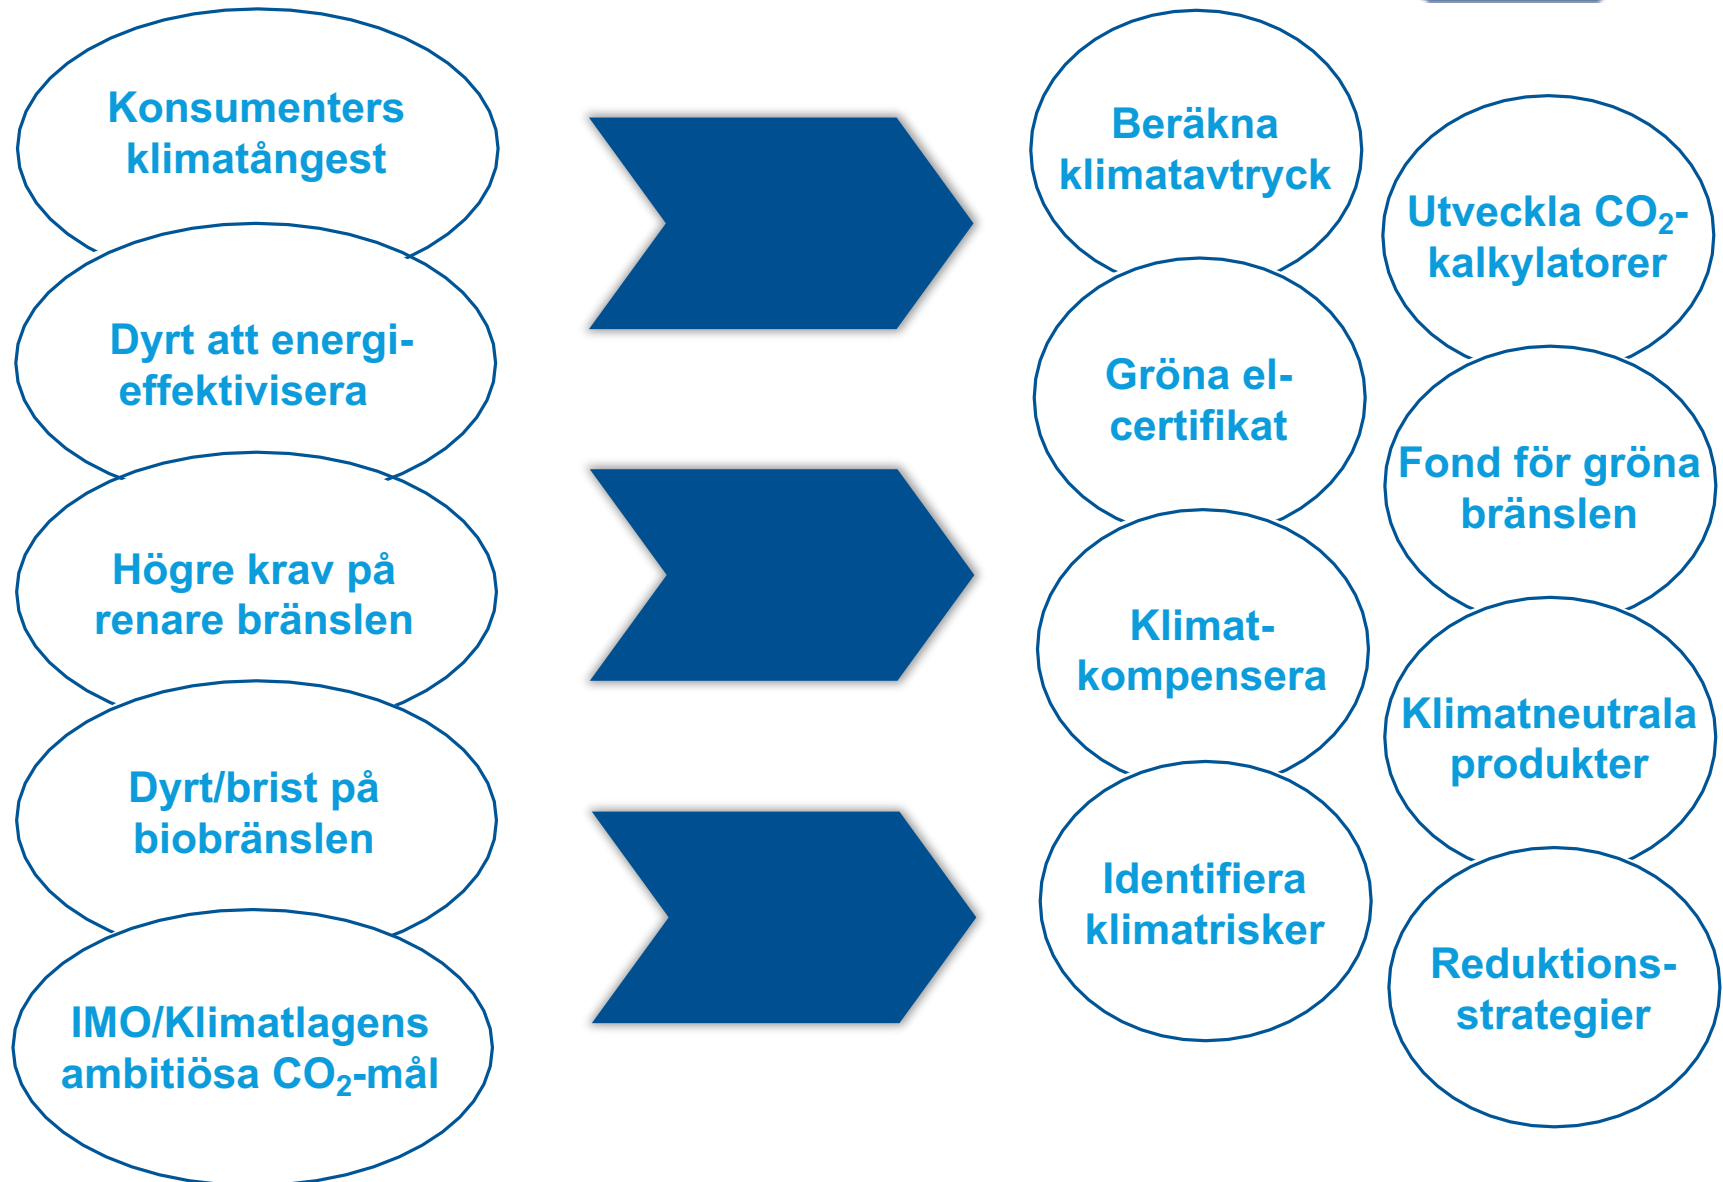 Konsumenters
klimatångest
Dyrt att energi-
effektivisera
Högre krav på
renare bränslen
Dyrt/brist på
biobränslen
IMO/Klimatlagens
ambitiösa CO₂-mål
Beräkna
klimatavtryck
Gröna el-
certifikat
Klimat-
kompensera
Identifiera
klimatrisker
Utveckla CO₂-
kalkylatorer
Fond för gröna
bränslen
Klimatneutrala
produkter
Reduktions-
strategier